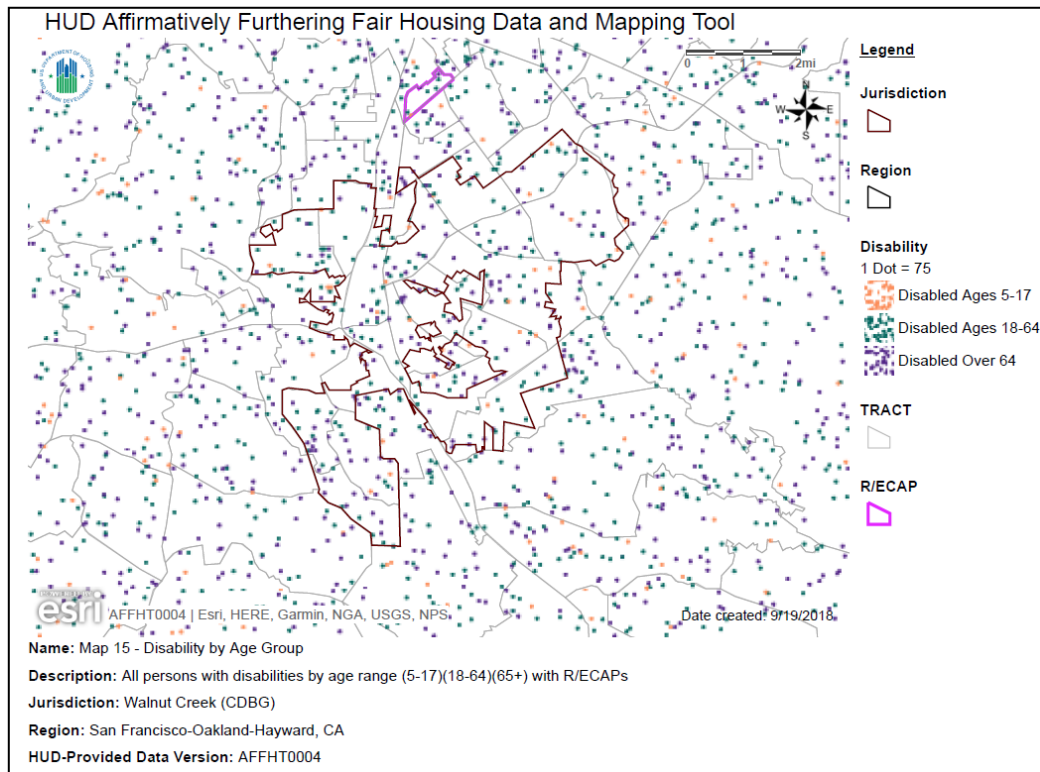 HUD Affirmatively Furthering Fair Housing Data and Mapping Tool
0 1 2mi
N
W E
S
Legend
Jurisdiction
Region
Disability
1 Dot = 75
Disabled Ages 5-17
Disabled Ages 18-64
Disabled Over 64
TRACT
R/ECAP
esri
AFFHT0004 | Esri, HERE, Garmin, NGA, USGS, NPS
Date created: 9/19/2018
Name: Map 15 - Disability by Age Group
Description: All persons with disabilities by age range (5-17)(18-64)(65+) with R/ECAPs
Jurisdiction: Walnut Creek (CDBG)
Region: San Francisco-Oakland-Hayward, CA
HUD-Provided Data Version: AFFHT0004